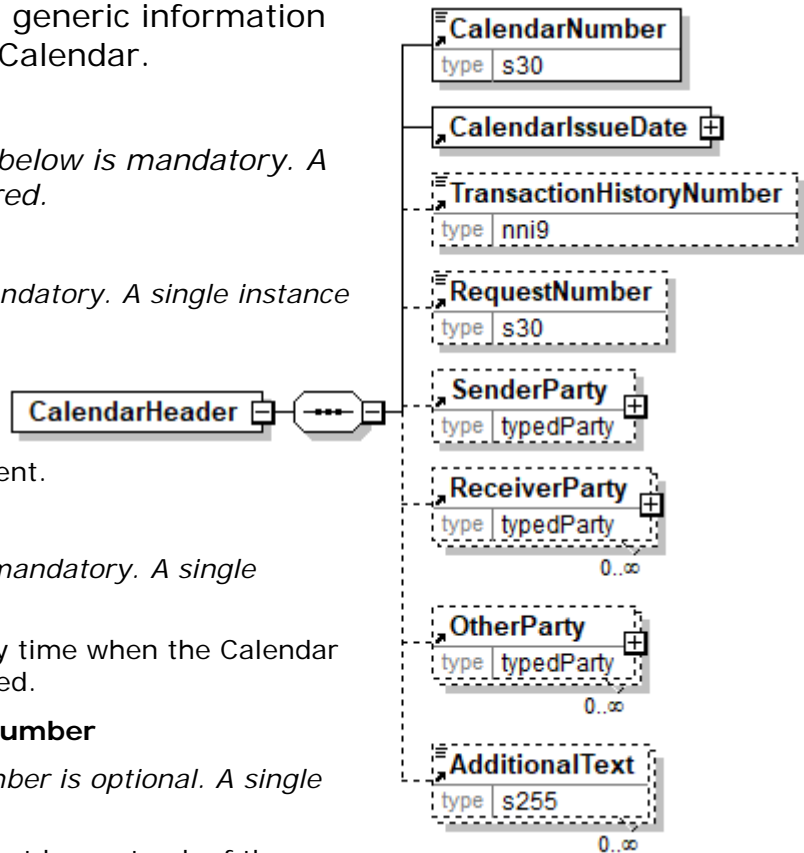 generic information
Calendar.
below is mandatory. A
red.
ndatory. A single instance
ent.
mandatory. A single
y time when the Calendar
ed.
umber
nber is optional. A single
CalendarHeader
CalendarNumber
type s30
CalendarIssueDate
TransactionHistoryNumber
type nni9
RequestNumber
type s30
SenderParty
type typedParty
ReceiverParty
type typedParty
0..∞
OtherParty
type typedParty
0..∞
AdditionalText
type s255
0..∞